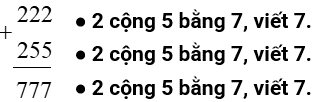 222 • 2 cộng 5 bằng 7, viết 7.
+
255 • 2 cộng 5 bằng 7, viết 7.
777 • 2 cộng 5 bằng 7, viết 7.